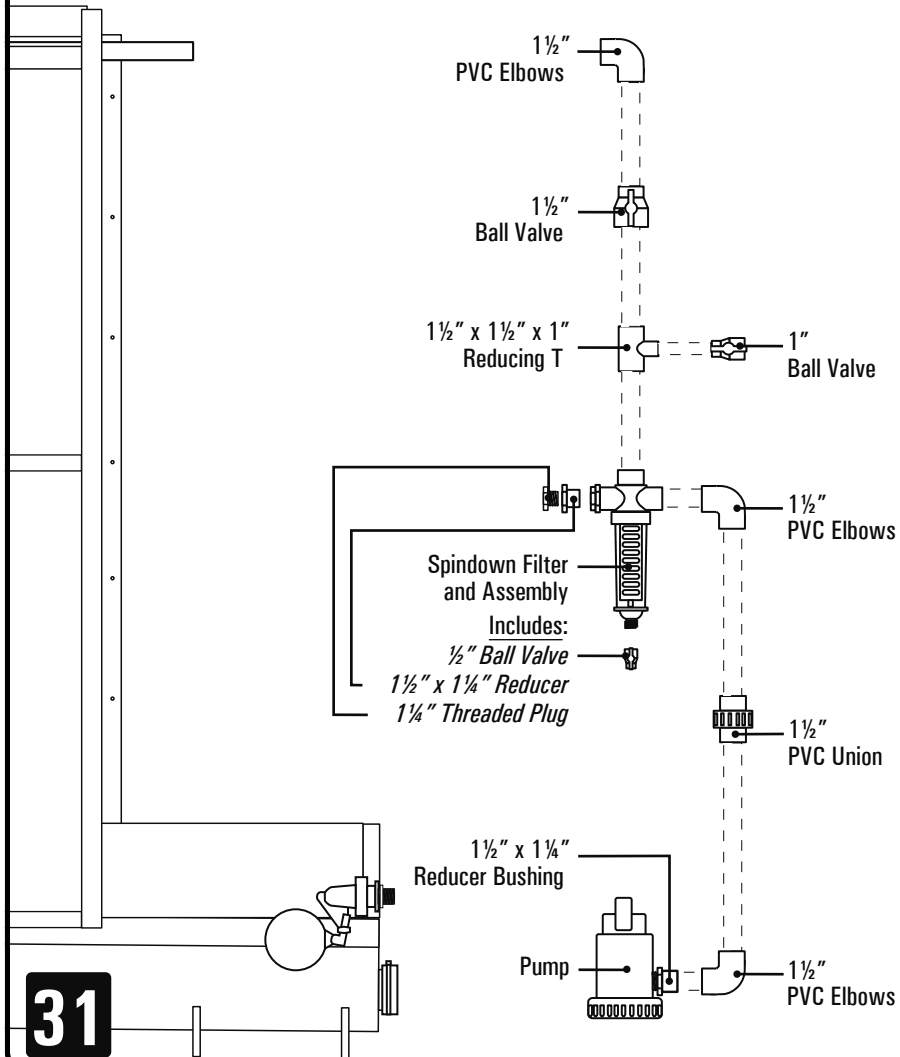 1½”
PVC Elbows
1½”
Ball Valve
1½” x 1½” x 1”
Reducing T
1”
Ball Valve
1½”
PVC Elbows
Spindown Filter
and Assembly
Includes:
½” Ball Valve
1½” x 1¼” Reducer
1¼” Threaded Plug
1½”
PVC Union
1½” x 1¼”
Reducer Bushing
Pump
1½”
PVC Elbows
31